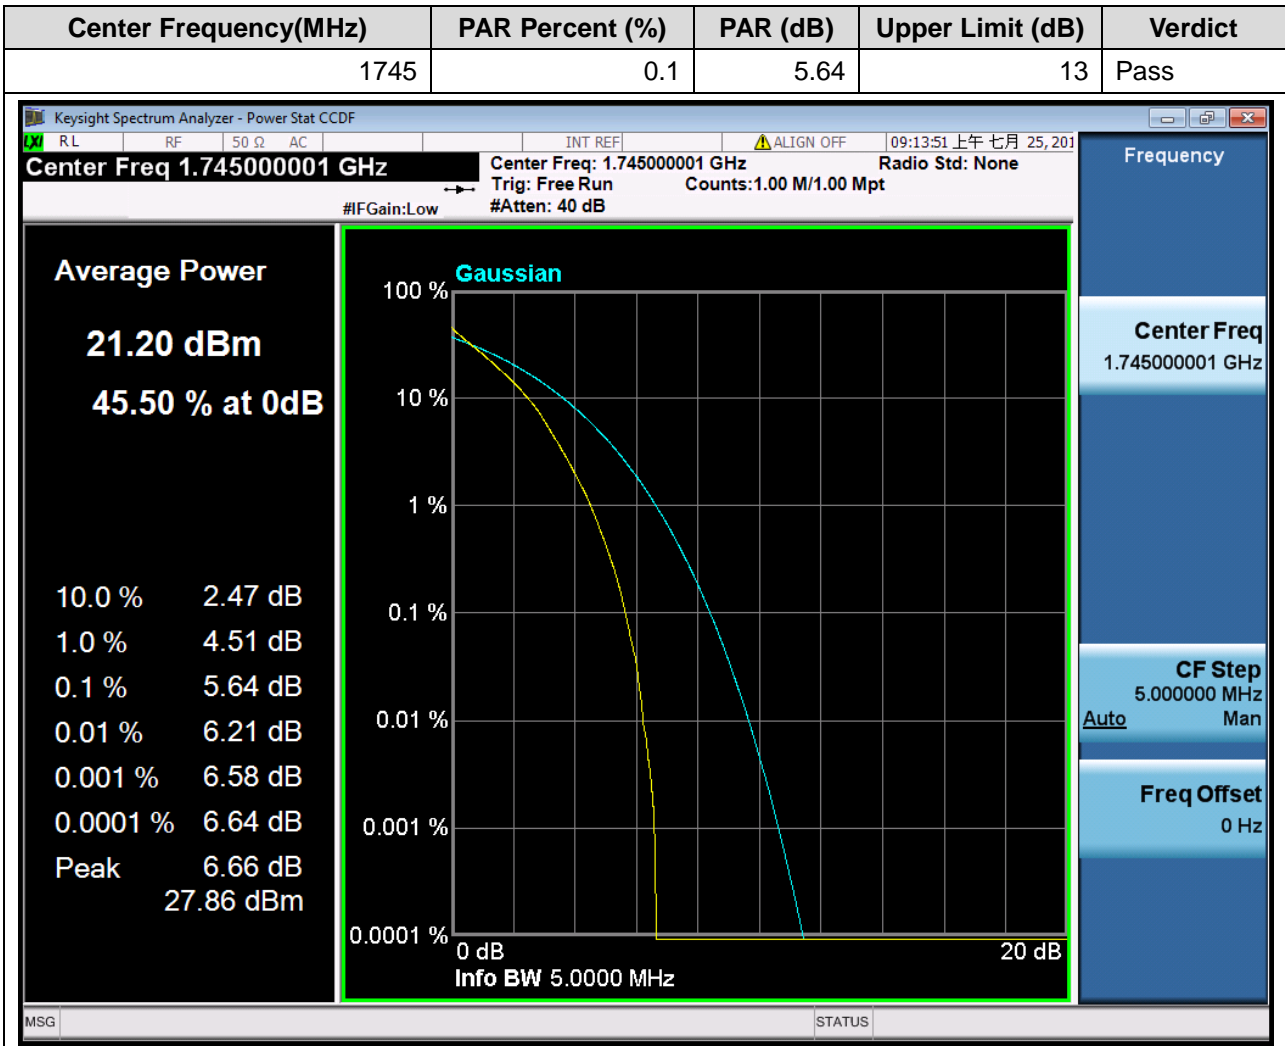 Center Frequency(MHz) PAR Percent (%) PAR (dB) Upper Limit (dB) Verdict
1745 0.1 5.64 13 Pass
Keysight Spectrum Analyzer - Power Stat CCDF
LXI RL RF 50 Ω AC INT REF ALIGN OFF 09:13:51 上午 七月 25, 201
Center Freq 1.745000001 GHz
Center Freq: 1.745000001 GHz Radio Std: None
Trig: Free Run Counts:1.00 M/1.00 Mpt
#IFGain:Low #Atten: 40 dB
Frequency
Average Power
21.20 dBm
45.50 % at 0dB
10.0 % 2.47 dB
1.0 % 4.51 dB
0.1 % 5.64 dB
0.01 % 6.21 dB
0.001 % 6.58 dB
0.0001 % 6.64 dB
Peak 6.66 dB
27.86 dBm
Gaussian
100 %
10 %
1 %
0.1 %
0.01 %
0.001 %
0.0001 %
0 dB 20 dB
Info BW 5.0000 MHz
Center Freq
1.745000001 GHz
CF Step
5.000000 MHz
Auto Man
Freq Offset
0 Hz
MSG STATUS